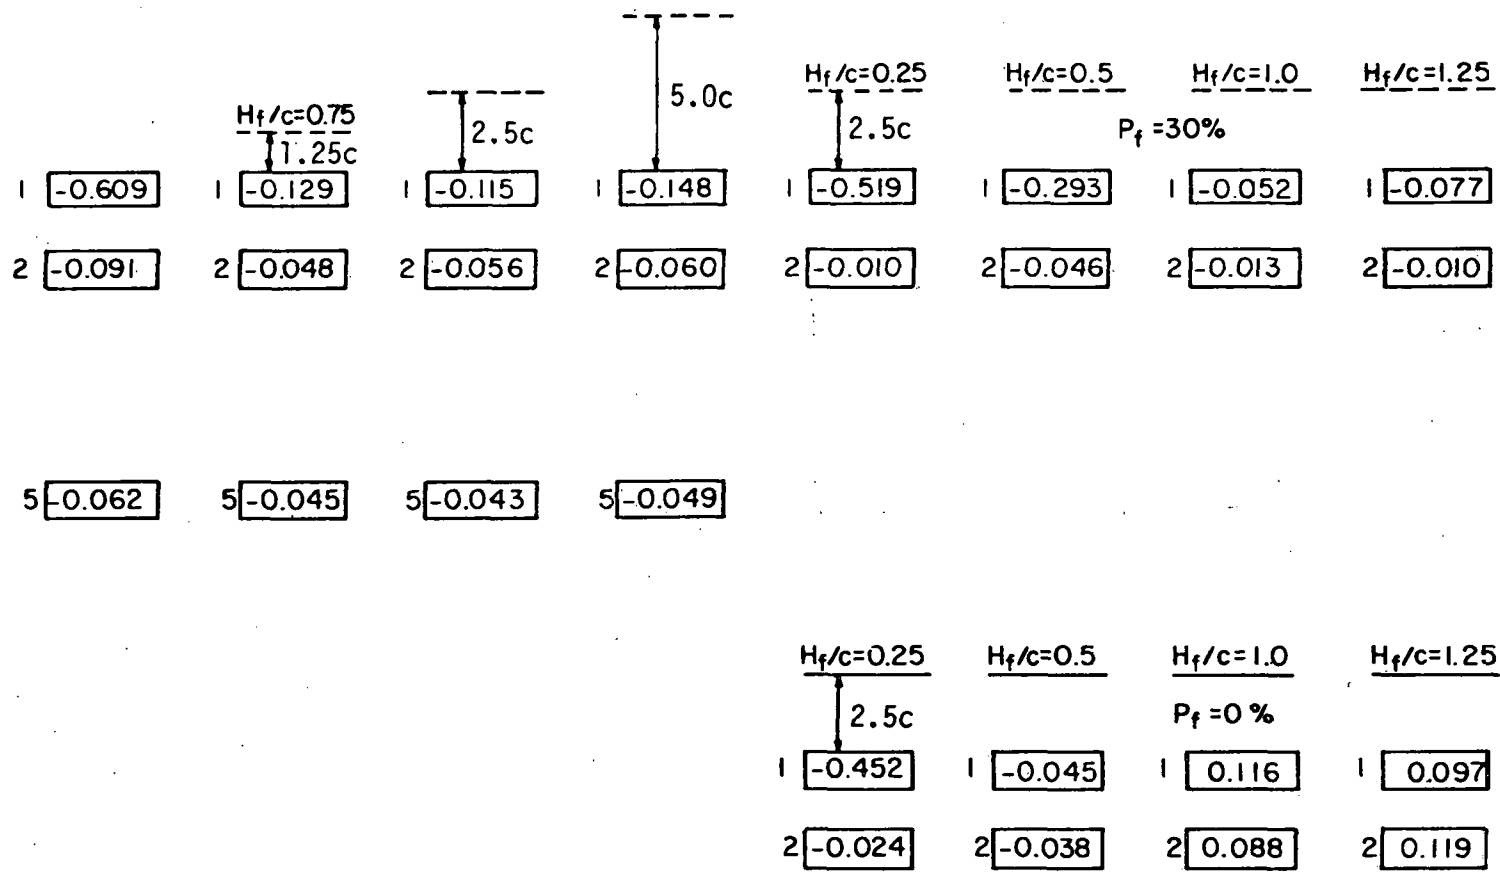 5.0c
Hf/c=0.25 Hf/c=0.5 Hf/c=1.0 Hf/c=1.25
Hf/c=0.75
1.25c 2.5c 2.5c Pf =30%
1 -0.609 1 -0.129 1 -0.115 1 -0.148 1 -0.519 1 -0.293 1 -0.052 1 -0.077
2 -0.091 2 -0.048 2 -0.056 2 -0.060 2 -0.010 2 -0.046 2 -0.013 2 -0.010
5 -0.062 5 -0.045 5 -0.043 5 -0.049
Hf/c=0.25 Hf/c=0.5 Hf/c=1.0 Hf/c=1.25
2.5c Pf =0 %
1 -0.452 1 -0.045 1 0.116 1 0.097
2 -0.024 2 -0.038 2 0.088 2 0.119